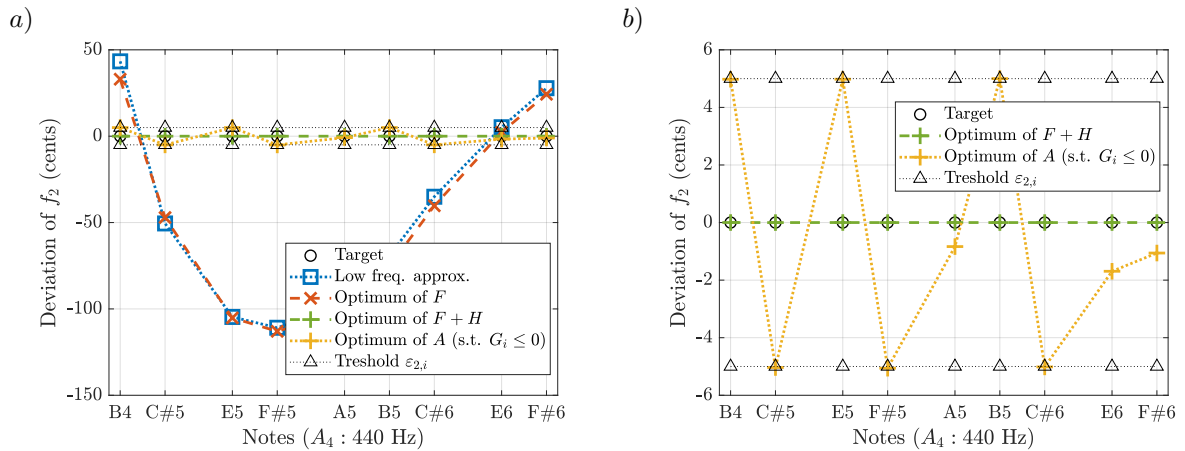 a)
50
0
-50
-100
-150
Deviation of f₂ (cents)
Target
Low freq. approx.
Optimum of F
Optimum of F + H
Optimum of A (s.t. Gᵢ ≤ 0)
Treshold ε₂,ᵢ
B4 C#5 E5 F#5 A5 B5 C#6 E6 F#6
Notes (A₄ : 440 Hz)
b)
6
4
2
0
-2
-4
-6
Deviation of f₂ (cents)
Target
Optimum of F + H
Optimum of A (s.t. Gᵢ ≤ 0)
Treshold ε₂,ᵢ
B4 C#5 E5 F#5 A5 B5 C#6 E6 F#6
Notes (A₄ : 440 Hz)